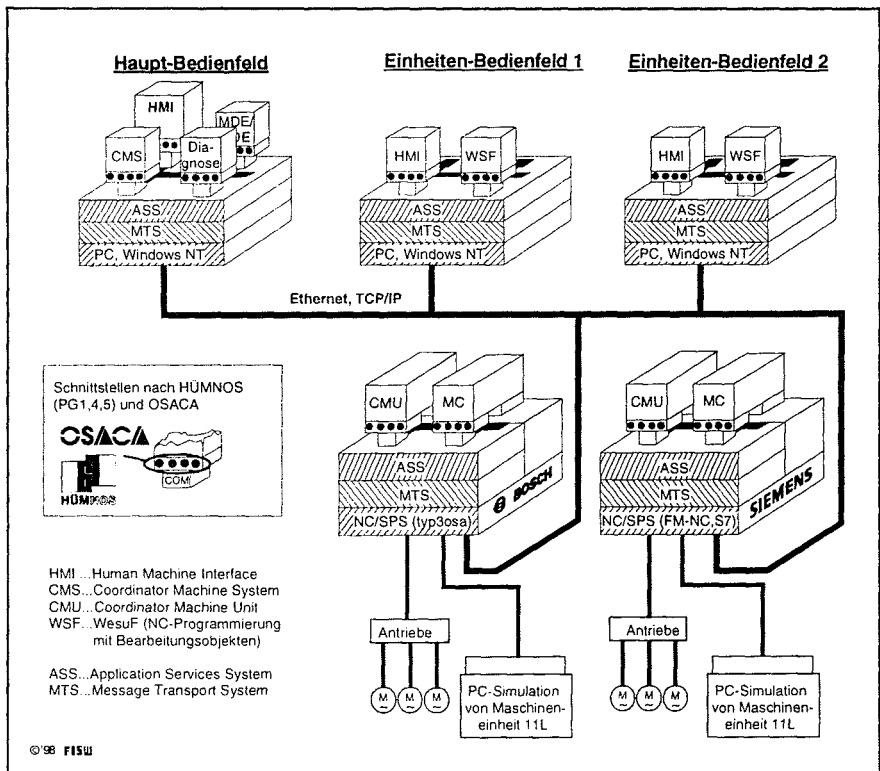 Haupt-Bedienfeld
Einheiten-Bedienfeld 1
Einheiten-Bedienfeld 2
HMI
MDE/
CMS
Dia-
gnose
ASS
MTS
PC, Windows NT
HMI
WSF
ASS
MTS
PC, Windows NT
HMI
WSF
ASS
MTS
PC, Windows NT
Ethernet, TCP/IP
Schnittstellen nach HÜMNOS
(PG1,4,5) und OSACA
OSACA
COM
HÜMNOS
CMU
MC
ASS
MTS
NC/SPS (typ3osa)
BOSCH
CMU
MC
ASS
MTS
NC/SPS (FM-NC,S7)
SIEMENS
HMI ...Human Machine Interface
CMS...Coordinator Machine System
CMU...Coordinator Machine Unit
WSF...WesuF (NC-Programmierung
mit Bearbeitungsobjekten)
ASS...Application Services System
MTS...Message Transport System
Antriebe
M ~
M ~
M ~
PC-Simulation
von Maschinen-
einheit 11L
Antriebe
M ~
M ~
M ~
PC-Simulation
von Maschinen-
einheit 11L
©'98 FISW